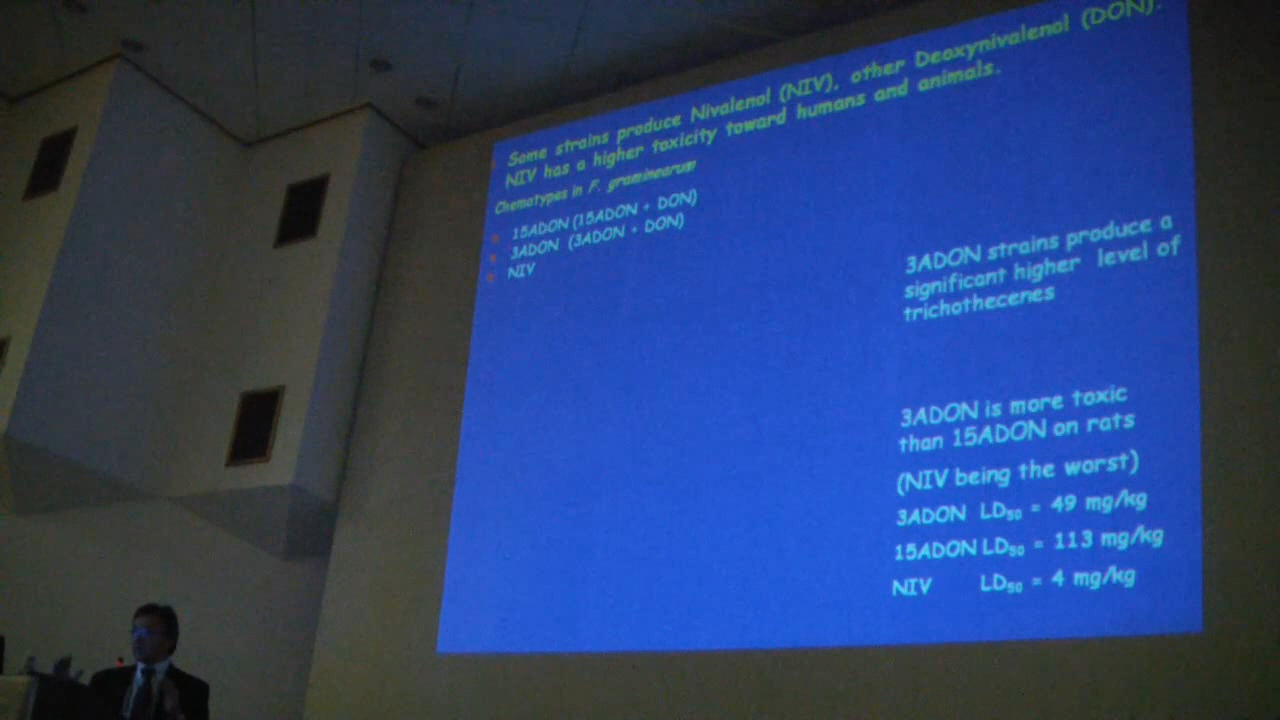 Some strains produce Nivalenol (NIV), other Deoxynivalenol (DON).
NIV has a higher toxicity toward humans and animals.
Chemotypes in F. graminearum
15ADON (15ADON + DON)
3ADON (3ADON + DON)
NIV
3ADON strains produce a
significant higher level of
trichothecenes
3ADON is more toxic
than 15ADON on rats
(NIV being the worst)
3ADON LD₅₀ = 49 mg/kg
15ADON LD₅₀ = 113 mg/kg
NIV LD₅₀ = 4 mg/kg